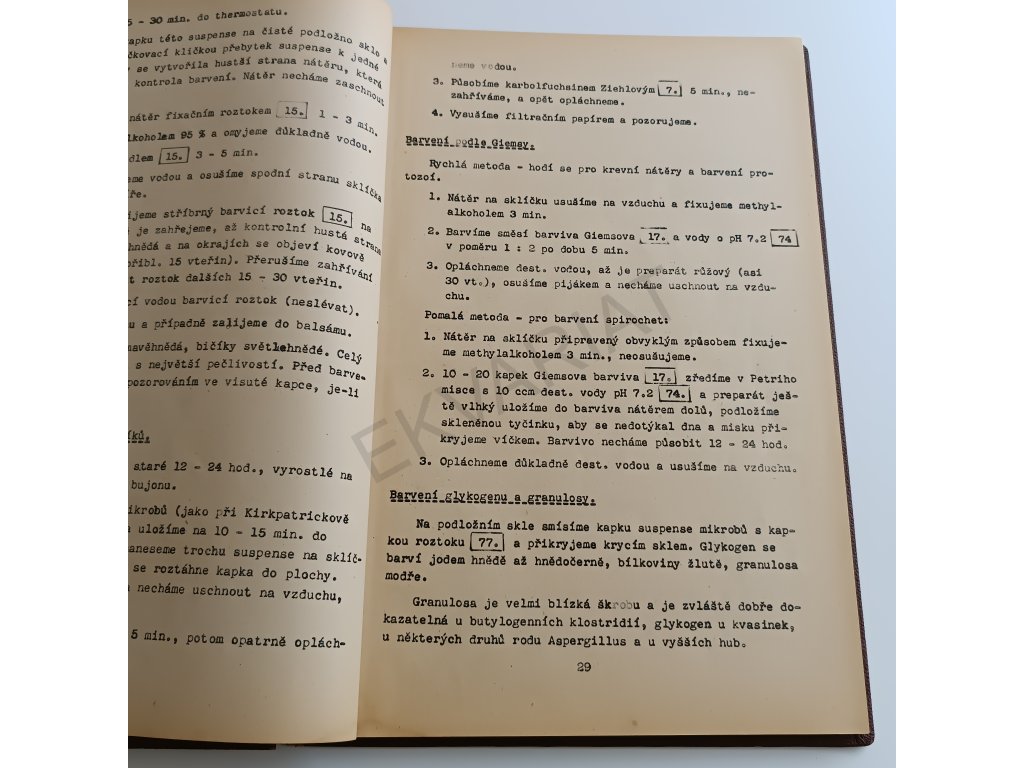 5 - 30 min. do thermostatu.
apku této suspense na čisté podložno sklo a
čkovací kličkou přebytek suspense k jedné
se vytvořila hustší strana nátěru, která
kontrola barvení. Nátěr necháme zaschnout
nátěr fixačním roztokem 15. 1 - 3 min.
lkoholem 95 % a omyjeme důkladně vodou.
dlem 15. 3 - 5 min.
eme vodou a osušíme spodní stranu sklíčka
ře.
ijeme stříbrný barvicí roztok 15. na
je zahřejeme, až kontrolní hustá strana
hnědá a na okrajích se objeví kovově
řibl. 15 vteřin). Přerušíme zahřívání
t roztok dalších 15 - 30 vteřin.
cí vodou barvicí roztok (neslévat).
u a případně zalijeme do balsámu.
mavěhnědá, bičíky světlehnědé. Celý
s největší pečlivostí. Před barve-
pozorováním ve visuté kapce, je-li
íků.
staré 12 - 24 hod., vyrostlé na
bujonu.
ikrobů (jako při Kirkpatrickově
a uložíme na 10 - 15 min. do
aneseme trochu suspense na sklíč-
se roztáhne kapka do plochy.
a necháme uschnout na vzduchu,
5 min., potom opatrně oplách-
neme vodou.
3. Působíme karbolfuchsinem Ziehlovým 7. 5 min., ne-
zahříváme, a opět opláchneme.
4. Vysušíme filtračním papírem a pozorujeme.
Barvení podle Giemsy.
Rychlá metoda - hodí se pro krevní nátěry a barvení pro-
tozoí.
1. Nátěr na sklíčku usušíme na vzduchu a fixujeme methyl-
alkoholem 3 min.
2. Barvíme směsí barviva Giemsova 17. a vody o pH 7.2 74
v poměru 1 : 2 po dobu 5 min.
3. Opláchneme dest. vodou, až je preparát růžový (asi
30 vt.), osušíme pijákem a necháme uschnout na vzdu-
chu.
Pomalá metoda - pro barvení spirochet:
1. Nátěr na sklíčku připravený obvyklým způsobem fixuje-
me methylalkoholem 3 min., neosušujeme.
2. 10 - 20 kapek Giemsova barviva 17. zředíme v Petriho
misce s 10 ccm dest. vody pH 7.2 74. a preparát ješ-
tě vlhký uložíme do barviva nátěrem dolů, podložíme
skleněnou tyčinku, aby se nedotýkal dna a misku při-
kryjeme víčkem. Barvivo necháme působit 12 - 24 hod.
3. Opláchneme důkladně dest. vodou a usušíme na vzduchu.
Barvení glykogenu a granulosy.
Na podložním skle smísíme kapku suspense mikrobů s kap-
kou roztoku 77. a přikryjeme krycím sklem. Glykogen se
barví jodem hnědě až hnědočerně, bílkoviny žlutě, granulosa
modře.
Granulosa je velmi blízká škrobu a je zvláště dobře do-
kazatelná u butylogenních klostridií, glykogen u kvasinek,
u některých druhů rodu Aspergillus a u vyšších hub.
29
EKVARIAT